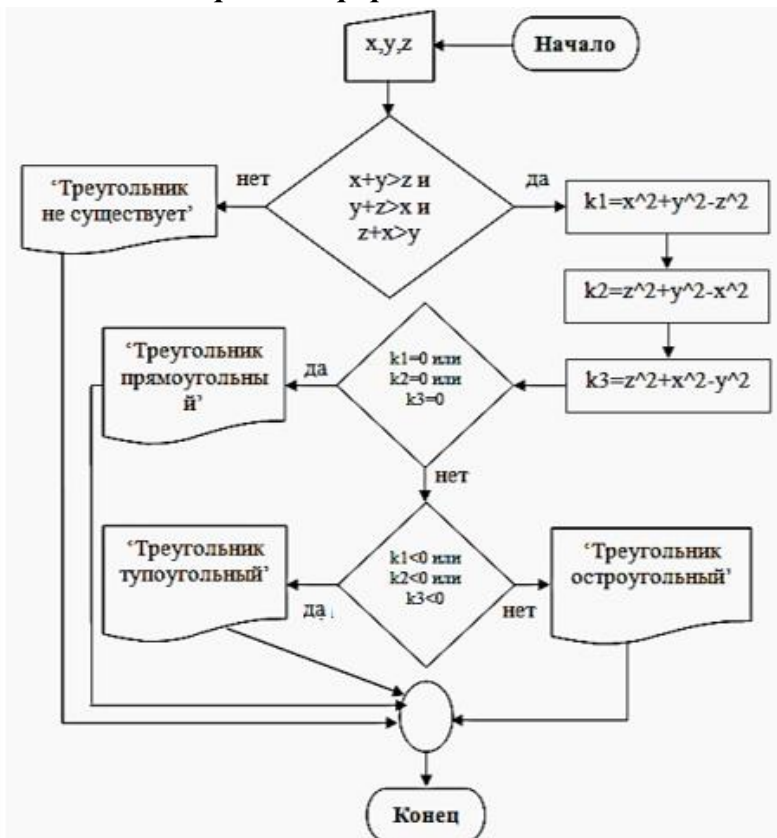 x,y,z
Начало
‘Треугольник
не существует’
нет
x+y>z и
y+z>x и
z+x>y
да
k1=x^2+y^2-z^2
k2=z^2+y^2-x^2
k3=z^2+x^2-y^2
‘Треугольник
прямоугольны
й’
да
k1=0 или
k2=0 или
k3=0
нет
‘Треугольник
тупоугольный’
да
k1<0 или
k2<0 или
k3<0
нет
‘Треугольник
остроугольный’
Конец